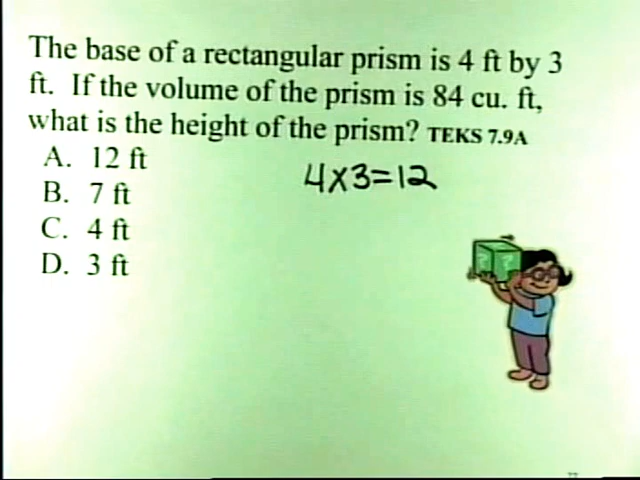 The base of a rectangular prism is 4 ft by 3
ft. If the volume of the prism is 84 cu. ft,
what is the height of the prism? TEKS 7.9A
A. 12 ft
4x3=12
B. 7 ft
C. 4 ft
D. 3 ft
? ?